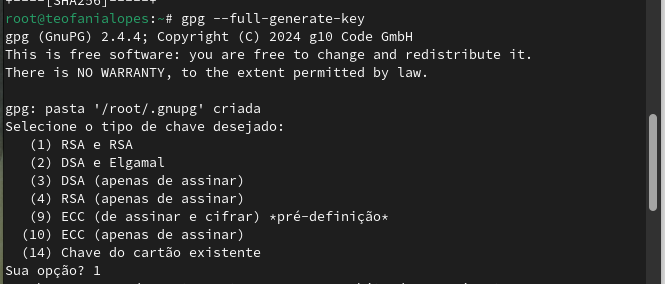 +----[SHA256]-----+
root@teofanialopes:~# gpg --full-generate-key
gpg (GnuPG) 2.4.4; Copyright (C) 2024 g10 Code GmbH
This is free software: you are free to change and redistribute it.
There is NO WARRANTY, to the extent permitted by law.

gpg: pasta '/root/.gnupg' criada
Selecione o tipo de chave desejado:
   (1) RSA e RSA
   (2) DSA e Elgamal
   (3) DSA (apenas de assinar)
   (4) RSA (apenas de assinar)
   (9) ECC (de assinar e cifrar) *pré-definição*
  (10) ECC (apenas de assinar)
  (14) Chave do cartão existente
Sua opção? 1